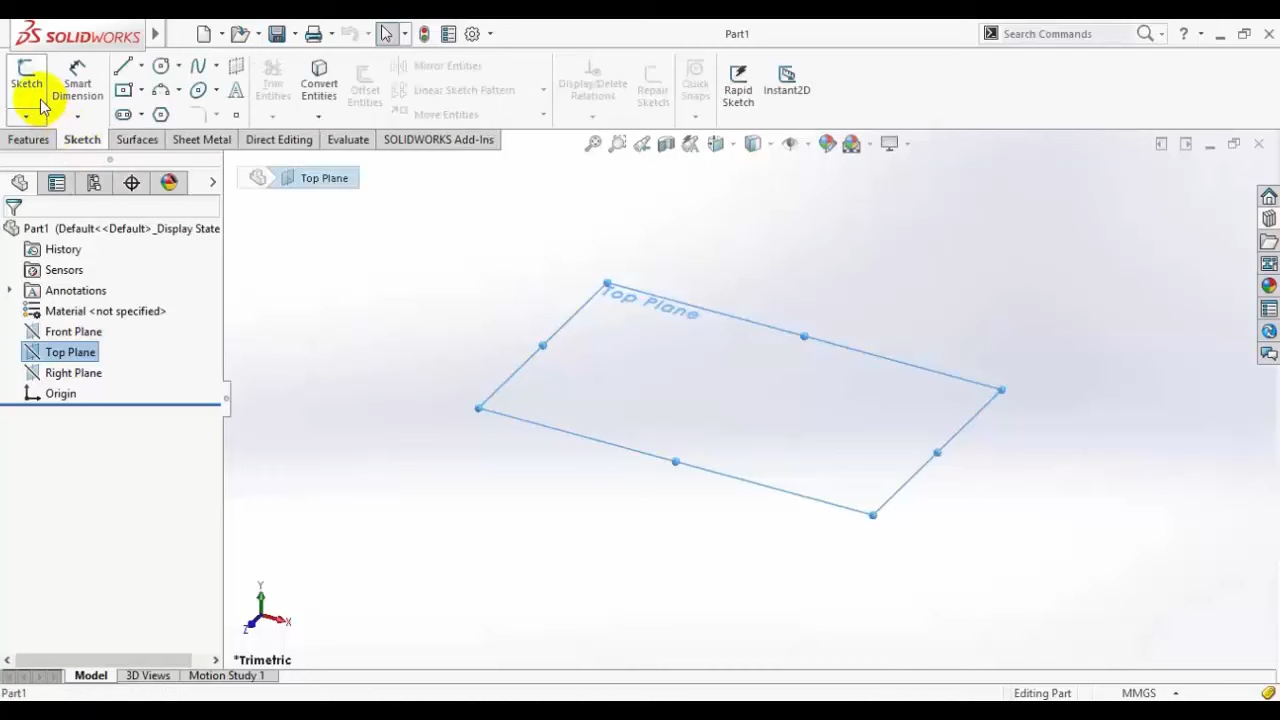 SOLIDWORKS
Part1
Search Commands
?
Sketch
Smart Dimension
Trim Entities
Convert Entities
Offset Entities
Mirror Entities
Linear Sketch Pattern
Move Entities
Display/Delete Relations
Repair Sketch
Quick Snaps
Rapid Sketch
Instant2D
Features
Sketch
Surfaces
Sheet Metal
Direct Editing
Evaluate
SOLIDWORKS Add-Ins
Top Plane
Part1 (Default<<Default>_Display State
History
Sensors
Annotations
Material <not specified>
Front Plane
Top Plane
Right Plane
Origin
Top Plane
Y
X
Z
*Trimetric
Model
3D Views
Motion Study 1
Part1
Editing Part
MMGS